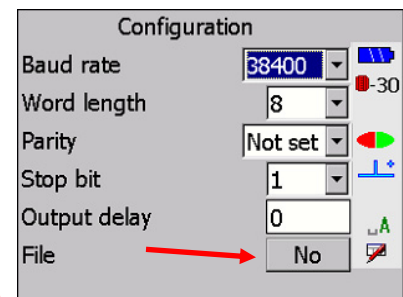 Configuration
Baud rate 38400
-30
Word length 8
Parity Not set
Stop bit 1
Output delay 0
␣A
File No